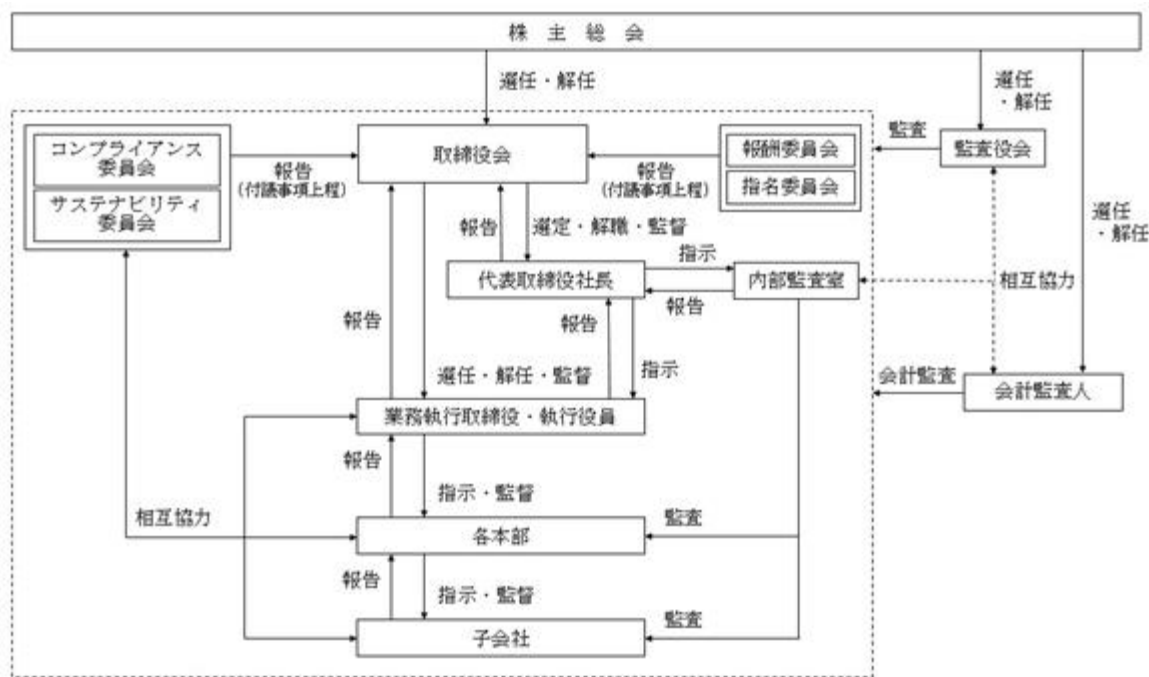 株主総会
選任・解任
選任
・解任
コンプライアンス
委員会
サステナビリティ
委員会
報告
(付議事項上程)
取締役会
報告
(付議事項上程)
報酬委員会
指名委員会
監査
監査役会
選任
・解任
報告
選定・解職・監督
指示
代表取締役社長
内部監査室
報告
相互協力
報告
報告
選任・解任・監督
指示
会計監査
会計監査人
業務執行取締役・執行役員
報告
指示・監督
相互協力
各本部
監査
報告
指示・監督
子会社
監査